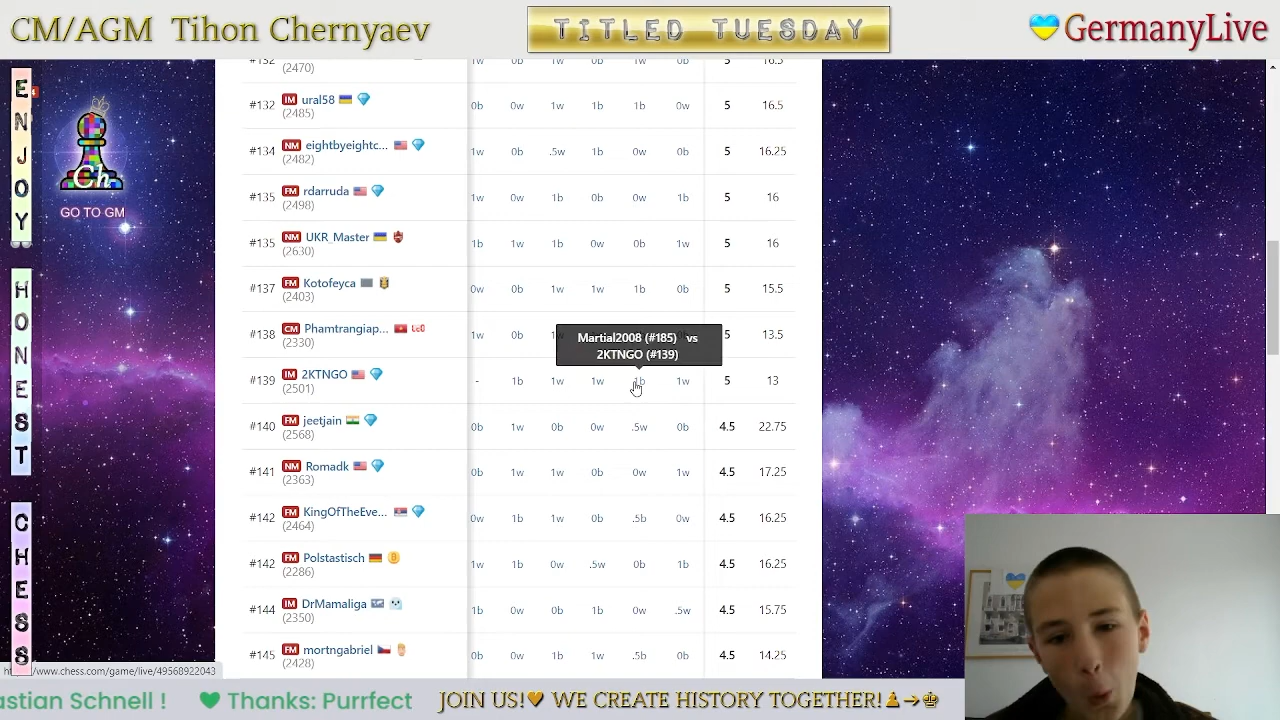 CM/AGM Tihon Chernyaev
TITLED TUESDAY
GermanyLive
ENJOY
HONEST
CHESS
Ch
GO TO GM
(2470) 5 16.5
#132 IM ural58 0b 0w 1w 1b 1b 0w 5 16.5
(2485)
#134 NM eightbyeightc... 1w 0b .5w 1b 0w 0b 5 16.25
(2482)
#135 FM rdarruda 1w 0w 1b 0b 0w 1b 5 16
(2498)
#135 NM UKR_Master 1b 1w 1b 0w 0b 1w 5 16
(2630)
#137 FM Kotofeyca 0w 0b 1w 1w 1b 0b 5 15.5
(2403)
#138 CM Phamtrangiap... 1w 0b 5 13.5
(2330)
Martial2008 (#185) vs
2KTNGO (#139)
#139 IM 2KTNGO - 1b 1w 1w 1b 1w 5 13
(2501)
#140 FM jeetjain 0b 1w 0b 0w .5w 0b 4.5 22.75
(2568)
#141 NM Romadk 0b 1w 1w 0b 0w 1w 4.5 17.25
(2363)
#142 FM KingOfTheEve... 0w 1b 1w 0b .5b 0w 4.5 16.25
(2464)
#142 FM Polstastisch 1w 1b 0w .5w 0b 1b 4.5 16.25
(2286)
#144 IM DrMamaliga 1b 0w 0b 1b 0w .5w 4.5 15.75
(2350)
#145 FM mortngabriel 0b 1w 1w .5b 0b 4.5 14.25
(2428)
/www.chess.com/game/live/49568922043
astian Schnell !
Thanks: Purrfect
JOIN US! WE CREATE HISTORY TOGETHER!